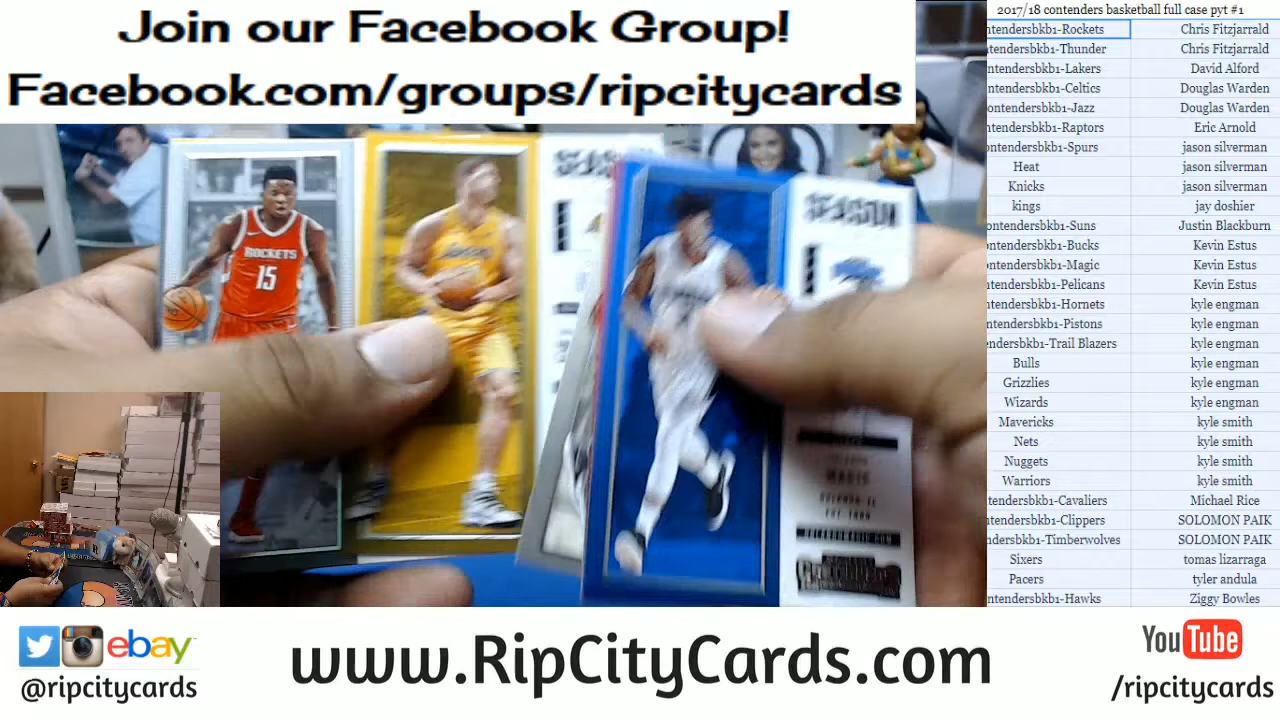 Join our Facebook Group!
Facebook.com/groups/ripcitycards
2017/18 contenders basketball full case pyt #1
ntendersbkb1-Rockets Chris Fitzjarrald
ntendersbkb1-Thunder Chris Fitzjarrald
ontendersbkb1-Lakers David Alford
ontendersbkb1-Celtics Douglas Warden
ontendersbkb1-Jazz Douglas Warden
ontendersbkb1-Raptors Eric Arnold
ontendersbkb1-Spurs jason silverman
Heat jason silverman
Knicks jason silverman
kings jay doshier
ontendersbkb1-Suns Justin Blackburn
ontendersbkb1-Bucks Kevin Estus
ontendersbkb1-Magic Kevin Estus
ontendersbkb1-Pelicans Kevin Estus
ontendersbkb1-Hornets kyle engman
ontendersbkb1-Pistons kyle engman
endersbkb1-Trail Blazers kyle engman
Bulls kyle engman
Grizzlies kyle engman
Wizards kyle engman
Mavericks kyle smith
Nets kyle smith
Nuggets kyle smith
Warriors kyle smith
ntendersbkb1-Cavaliers Michael Rice
ntendersbkb1-Clippers SOLOMON PAIK
ntendersbkb1-Timberwolves SOLOMON PAIK
Sixers tomas lizarraga
Pacers tyler andula
ntendersbkb1-Hawks Ziggy Bowles
ROCKETS
15
SEASON
MAGIC
ebay
@ripcitycards
www.RipCityCards.com
YouTube
/ripcitycards